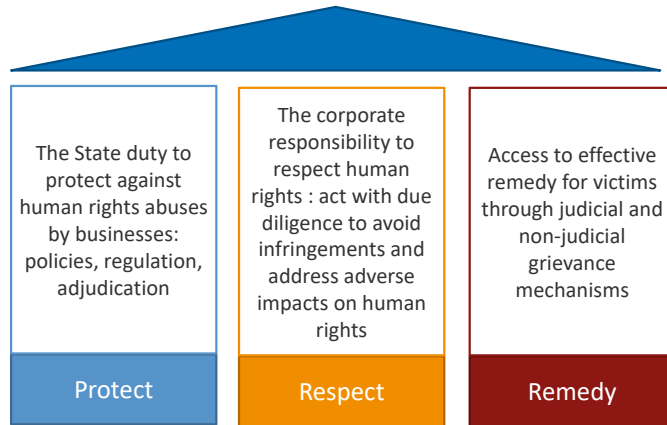 The State duty to
protect against
human rights abuses
by businesses:
policies, regulation,
adjudication
Protect
The
corporate
responsibility to
respect human
rights : act with due
diligence to avoid
infringements and
address adverse
impacts on human
rights
Respect
Access to effective
remedy for victims
through judicial and
non-judicial
grievance
mechanisms
Remedy